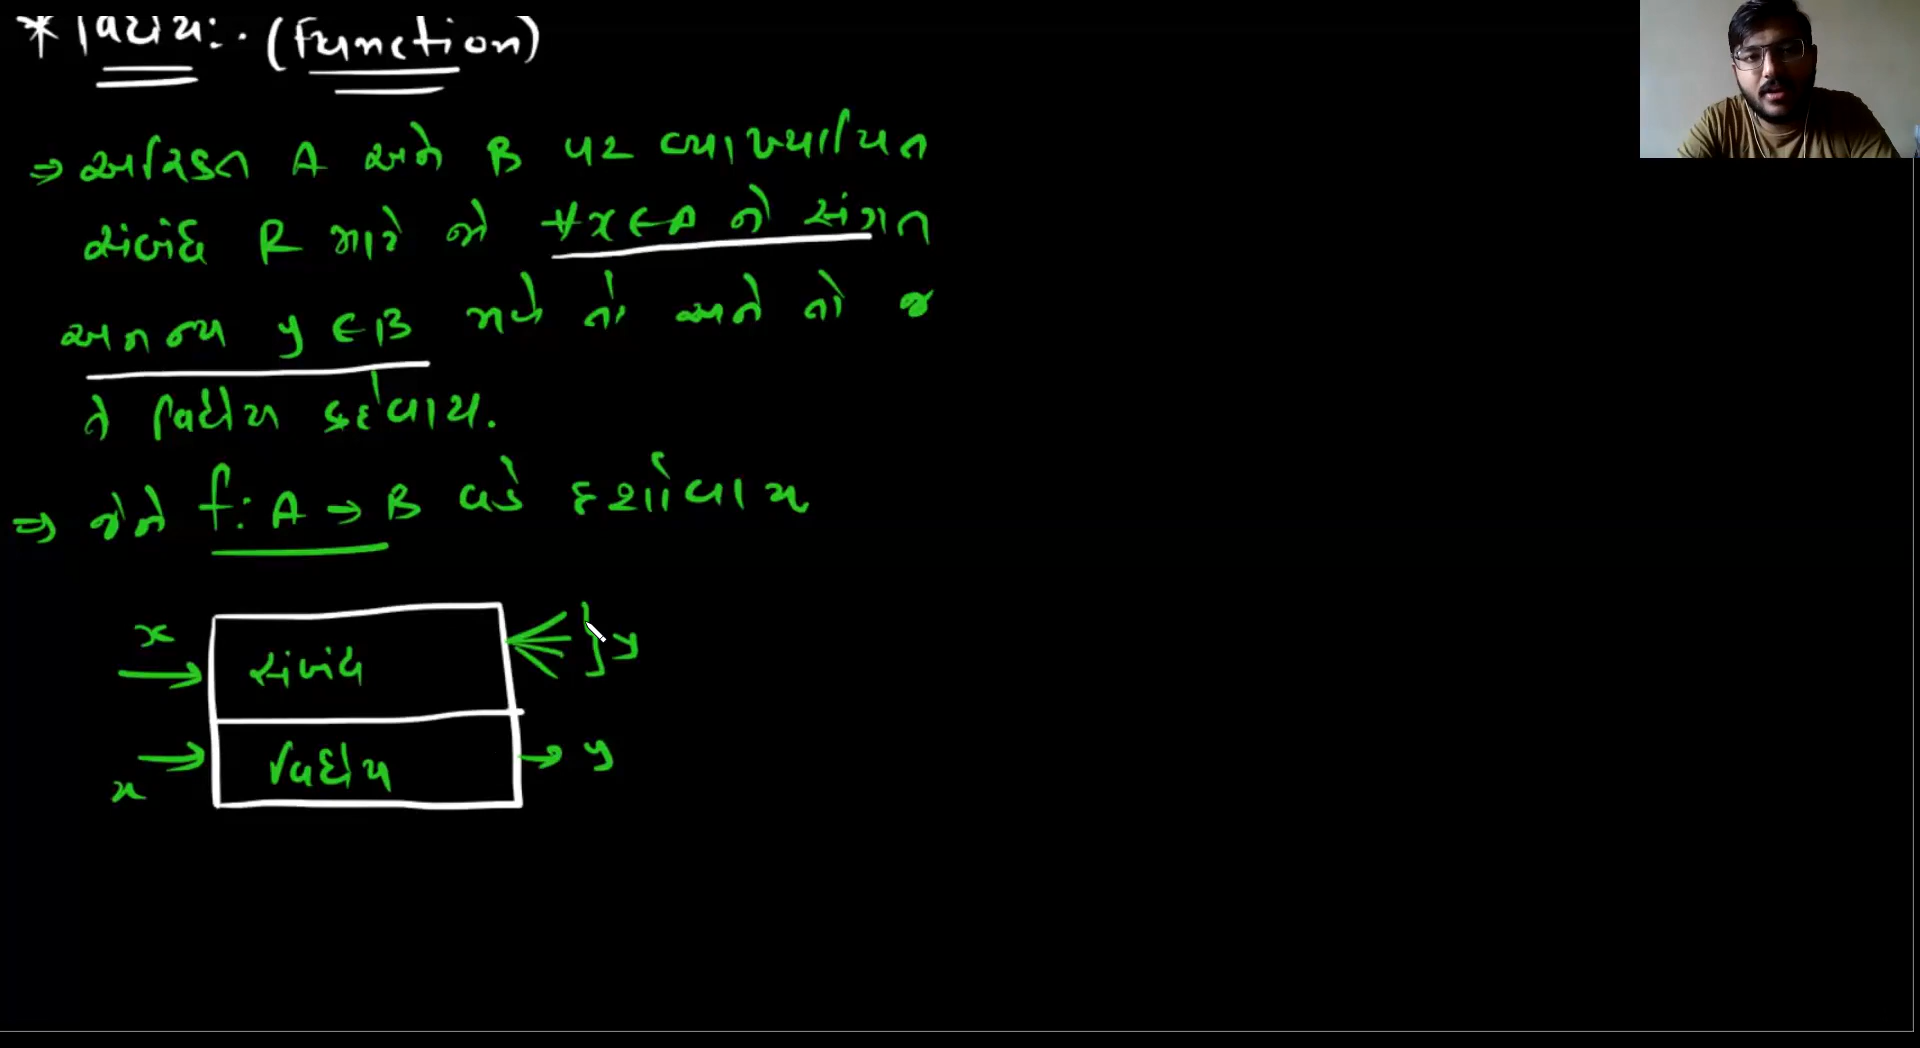 * વિધેય :- (Function)
⇒ અરિક્ત A અને B પર વ્યાખ્યાયિત
સંબંધ R માટે જો ∀x∈A ને સંગત
અનન્ય y ∈ B મળે તો અને તો જ
તે વિધેય કહેવાય.
⇒ જેને f: A → B વડે દર્શાવાય
x સંબંધ } y
x વિધેય → y